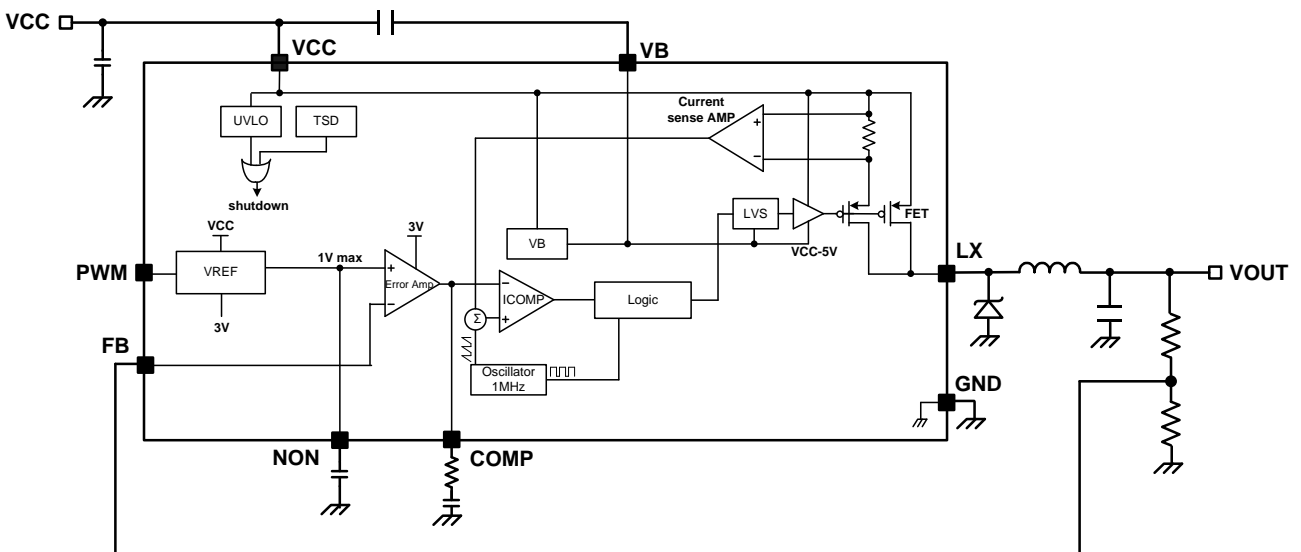 VCC
VCC
VB
UVLO
TSD
Current
sense AMP
shutdown
LVS
FET
VCC
3V
VB
VCC-5V
LX
PWM
VREF
1V max
+
Error Amp
−
−
ICOMP
+
Logic
VOUT
3V
Σ
FB
Oscillator
1MHz
GND
NON
COMP
+
−